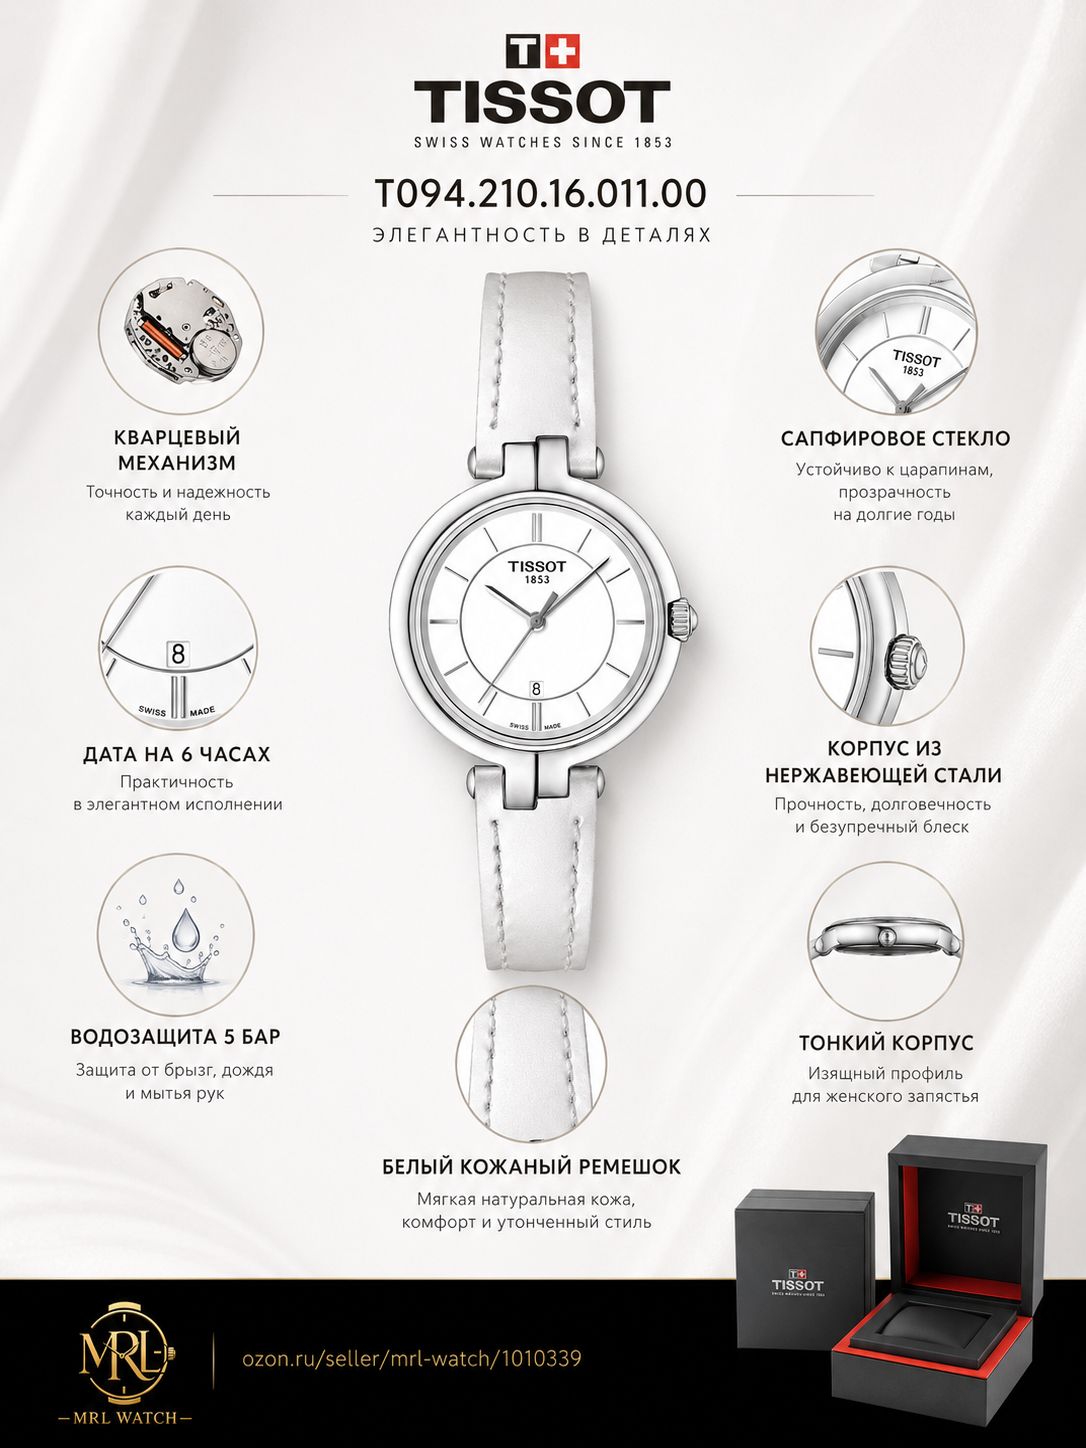 T+
TISSOT
SWISS WATCHES SINCE 1853
T094.210.16.011.00
ЭЛЕГАНТНОСТЬ В ДЕТАЛЯХ
КВАРЦЕВЫЙ
МЕХАНИЗМ
Точность и надежность
каждый день
TISSOT
1853
САПФИРОВОЕ СТЕКЛО
Устойчиво к царапинам,
прозрачность
на долгие годы
TISSOT
1853
8
SWISS MADE
8
SWISS MADE
ДАТА НА 6 ЧАСАХ
Практичность
в элегантном исполнении
КОРПУС ИЗ
НЕРЖАВЕЮЩЕЙ СТАЛИ
Прочность, долговечность
и безупречный блеск
ВОДОЗАЩИТА 5 БАР
Защита от брызг, дождя
и мытья рук
ТОНКИЙ КОРПУС
Изящный профиль
для женского запястья
БЕЛЫЙ КОЖАНЫЙ РЕМЕШОК
Мягкая натуральная кожа,
комфорт и утонченный стиль
T+
TISSOT
T+
TISSOT
SWISS WATCHES SINCE 1853
MRL
MRL WATCH
ozon.ru/seller/mrl-watch/1010339